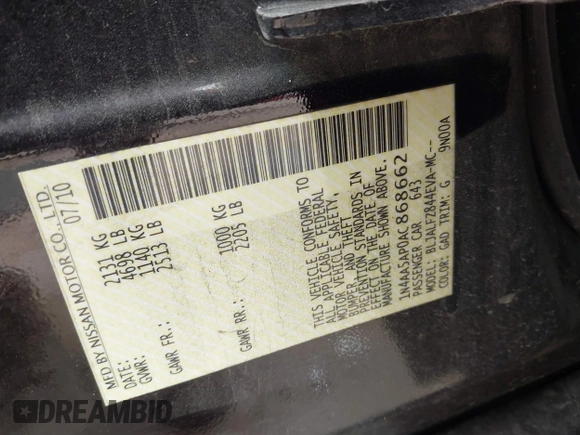 MFD BY NISSAN MOTOR CO., LTD.
DATE: 07/10
GVWR: 2131 KG
4698 LB
GAWR FR.: 1140 KG
2513 LB
GAWR RR.: 1000 KG
2205 LB
THIS VEHICLE CONFORMS TO
ALL APPLICABLE FEDERAL
MOTOR VEHICLE SAFETY,
BUMPER, AND THEFT
PREVENTION STANDARDS IN
EFFECT ON THE DATE OF
MANUFACTURE SHOWN ABOVE.
1N4AA5AP0AC868662
PASSENGER CAR
643
MODEL: BLJALVZ844EVA-MC--
COLOR: GAD TRIM: G 9N00A
DREAMBID